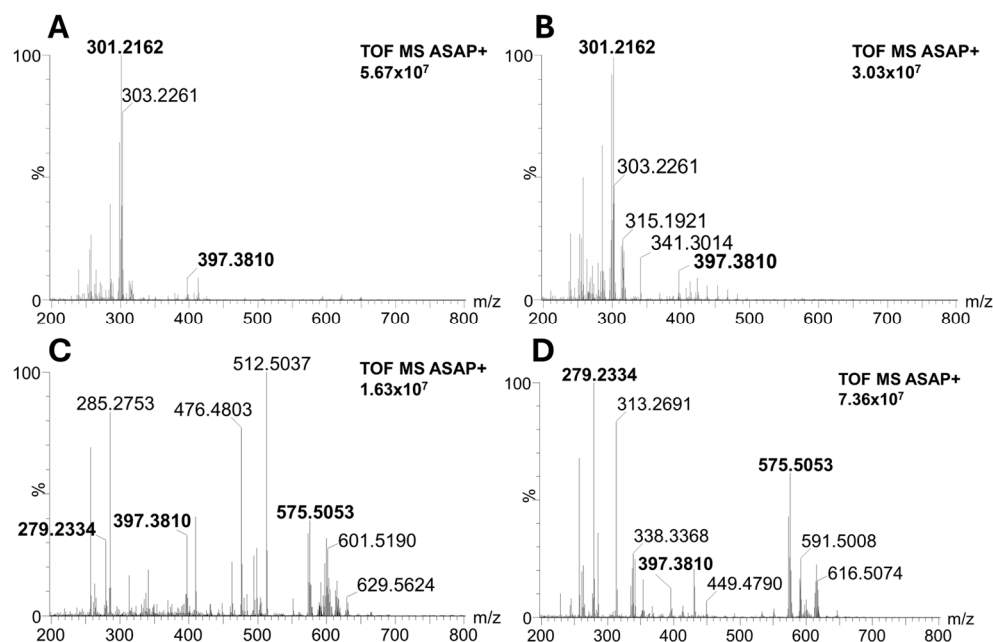 A
301.2162
TOF MS ASAP+
5.67x10⁷
303.2261
397.3810
%
100
0
m/z
200 300 400 500 600 700 800
B
301.2162
TOF MS ASAP+
3.03x10⁷
303.2261
315.1921
341.3014
397.3810
%
100
0
m/z
200 300 400 500 600 700 800
C
512.5037
TOF MS ASAP+
1.63x10⁷
285.2753
476.4803
279.2334
397.3810
575.5053
601.5190
629.5624
%
100
0
m/z
200 300 400 500 600 700 800
D
279.2334
TOF MS ASAP+
7.36x10⁷
313.2691
575.5053
338.3368
397.3810
449.4790
591.5008
616.5074
%
100
0
m/z
200 300 400 500 600 700 800